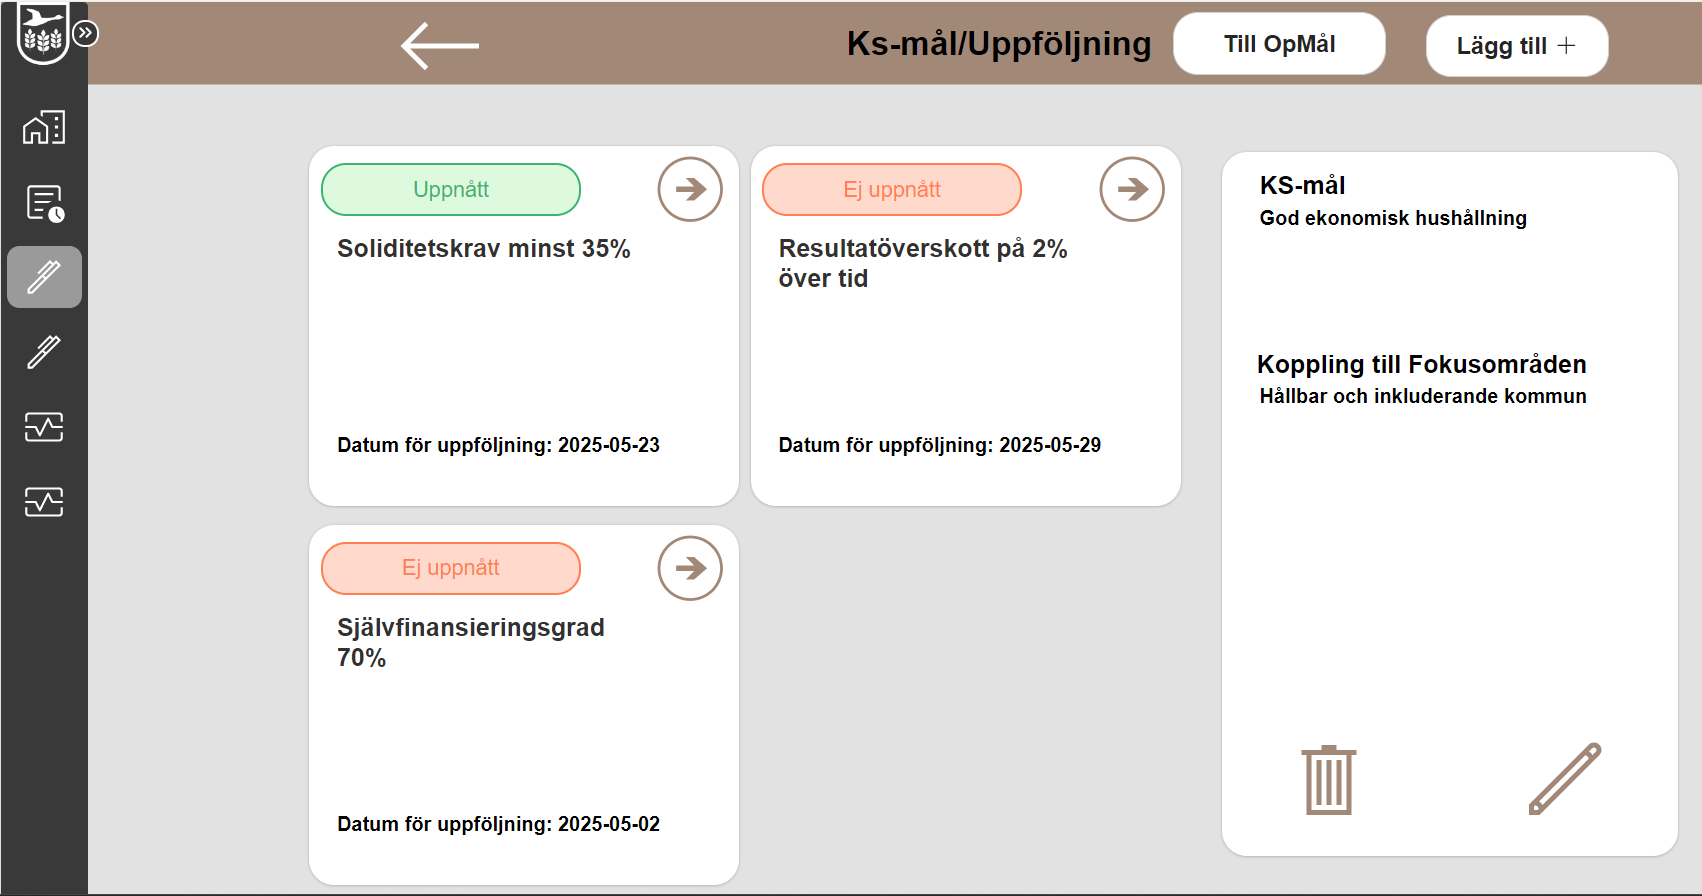 Ks-mål/Uppföljning
Till OpMål
Lägg till +
Uppnått
Soliditetskrav minst 35%
Datum för uppföljning: 2025-05-23
Ej uppnått
Resultatöverskott på 2%
över tid
Datum för uppföljning: 2025-05-29
Ej uppnått
Självfinansieringsgrad
70%
Datum för uppföljning: 2025-05-02
KS-mål
God ekonomisk hushållning
Koppling till Fokusområden
Hållbar och inkluderande kommun